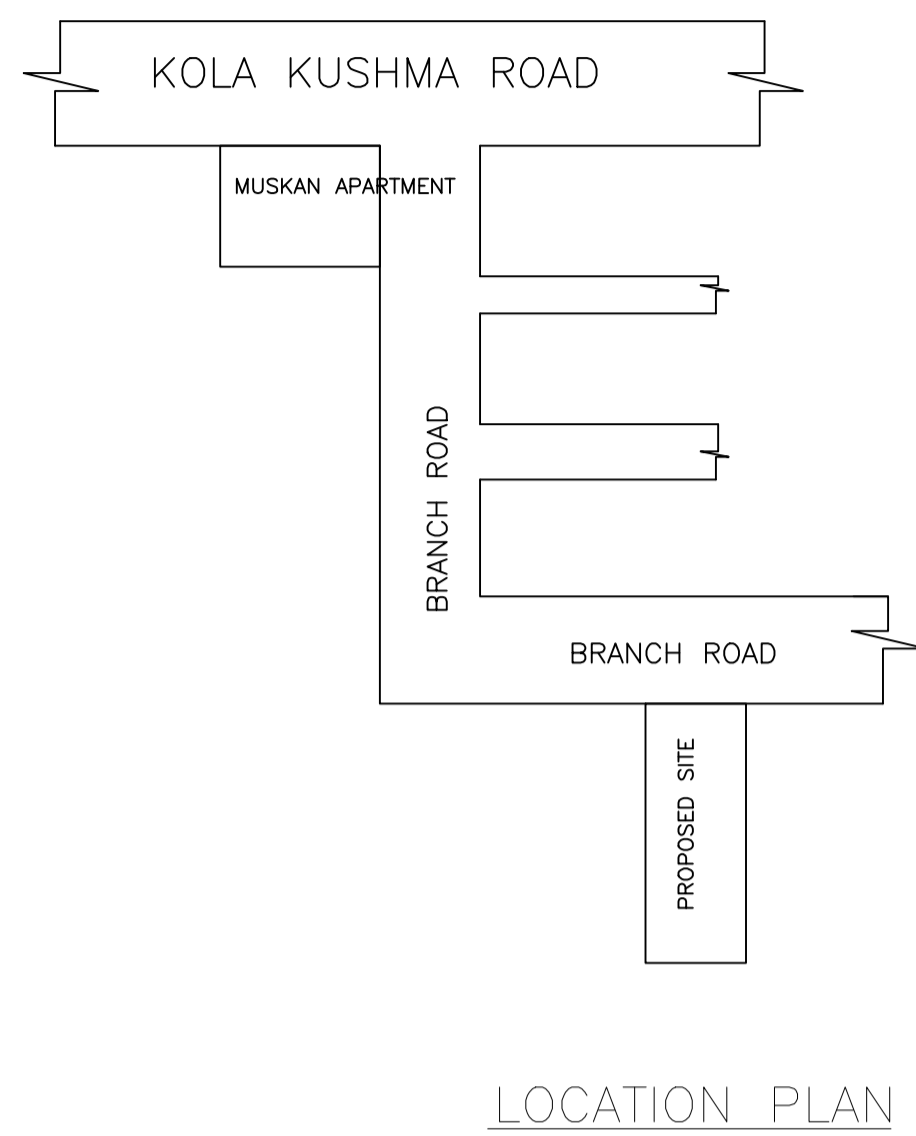 KOLA KUSHMA ROAD
MUSKAN APARTMENT
BRANCH ROAD
BRANCH ROAD
PROPOSED SITE
LOCATION PLAN